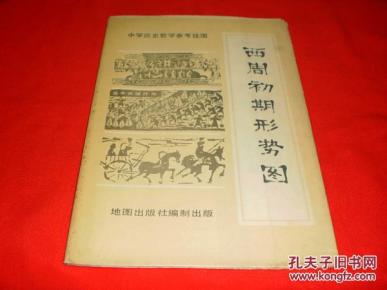 中学历史教学参考挂图
西周初期形势图
地图出版社编制出版
孔夫子旧书网
www.kongfz.com